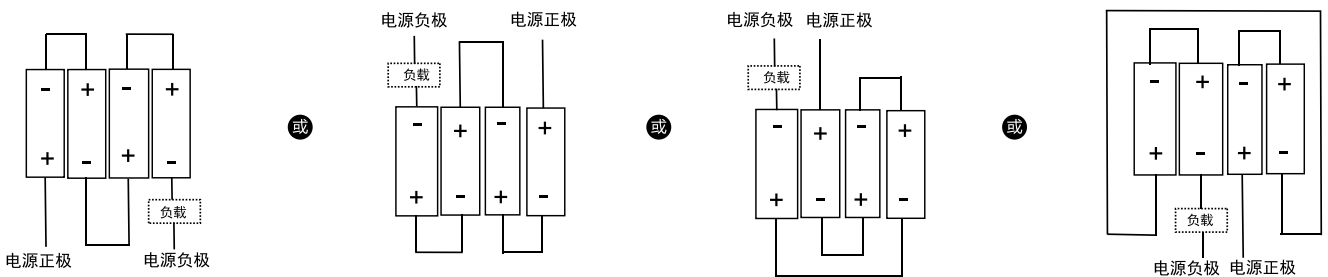 - + - +
+ - + -
负载
电源正极 电源负极
或
电源负极 电源正极
负载
- + - +
+ - + -
或
电源负极 电源正极
负载
- + - +
+ - + -
或
- + - +
+ - + -
负载
电源负极 电源正极